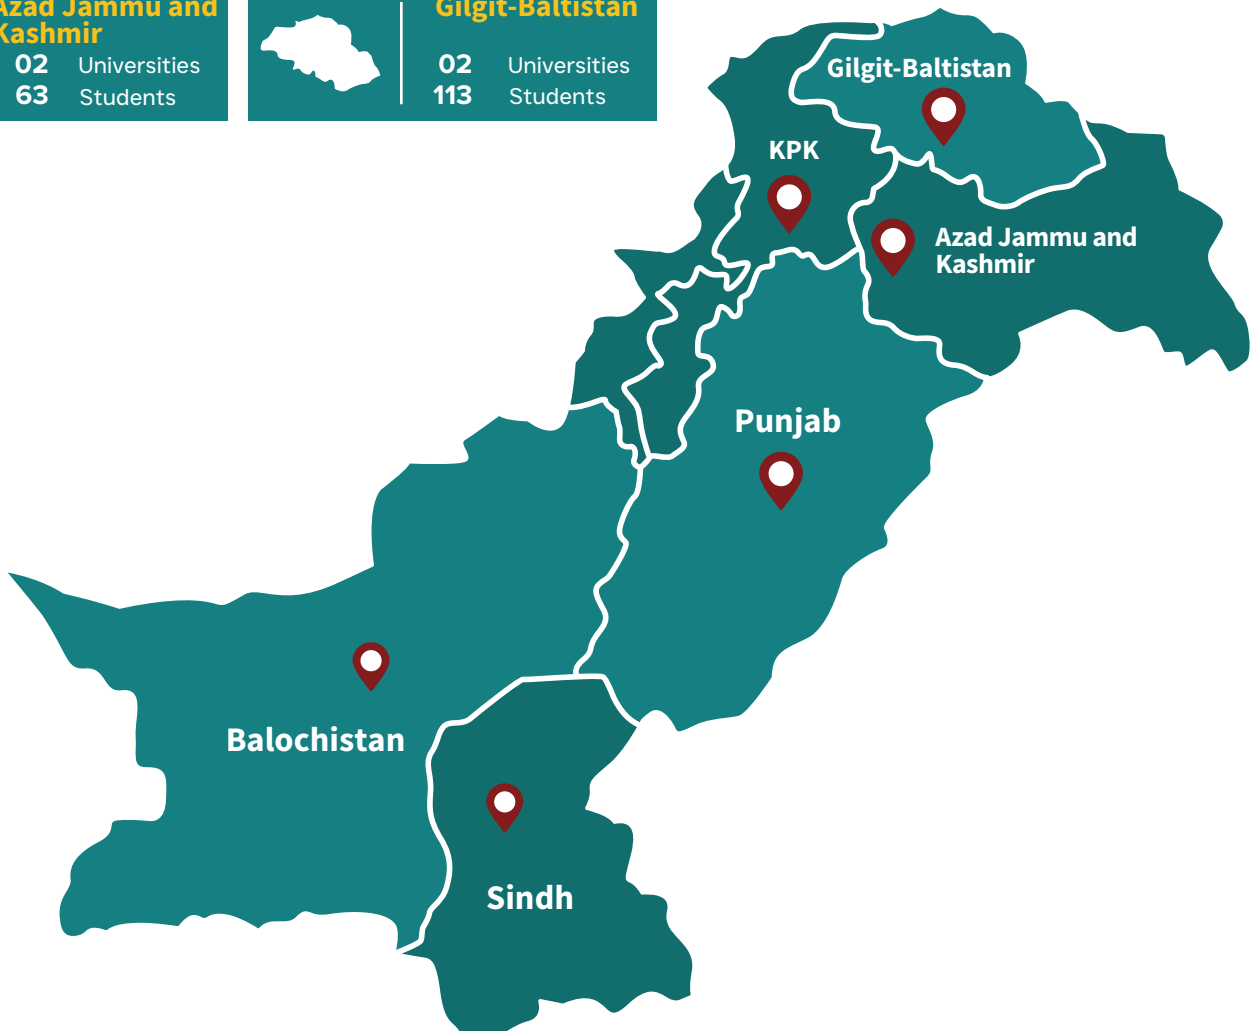 Azad Jammu and
Kashmir
02 Universities
63 Students
Gilgit-Baltistan
02 Universities
113 Students
Gilgit-Baltistan
KPK
Azad Jammu and
Kashmir
Punjab
Balochistan
Sindh